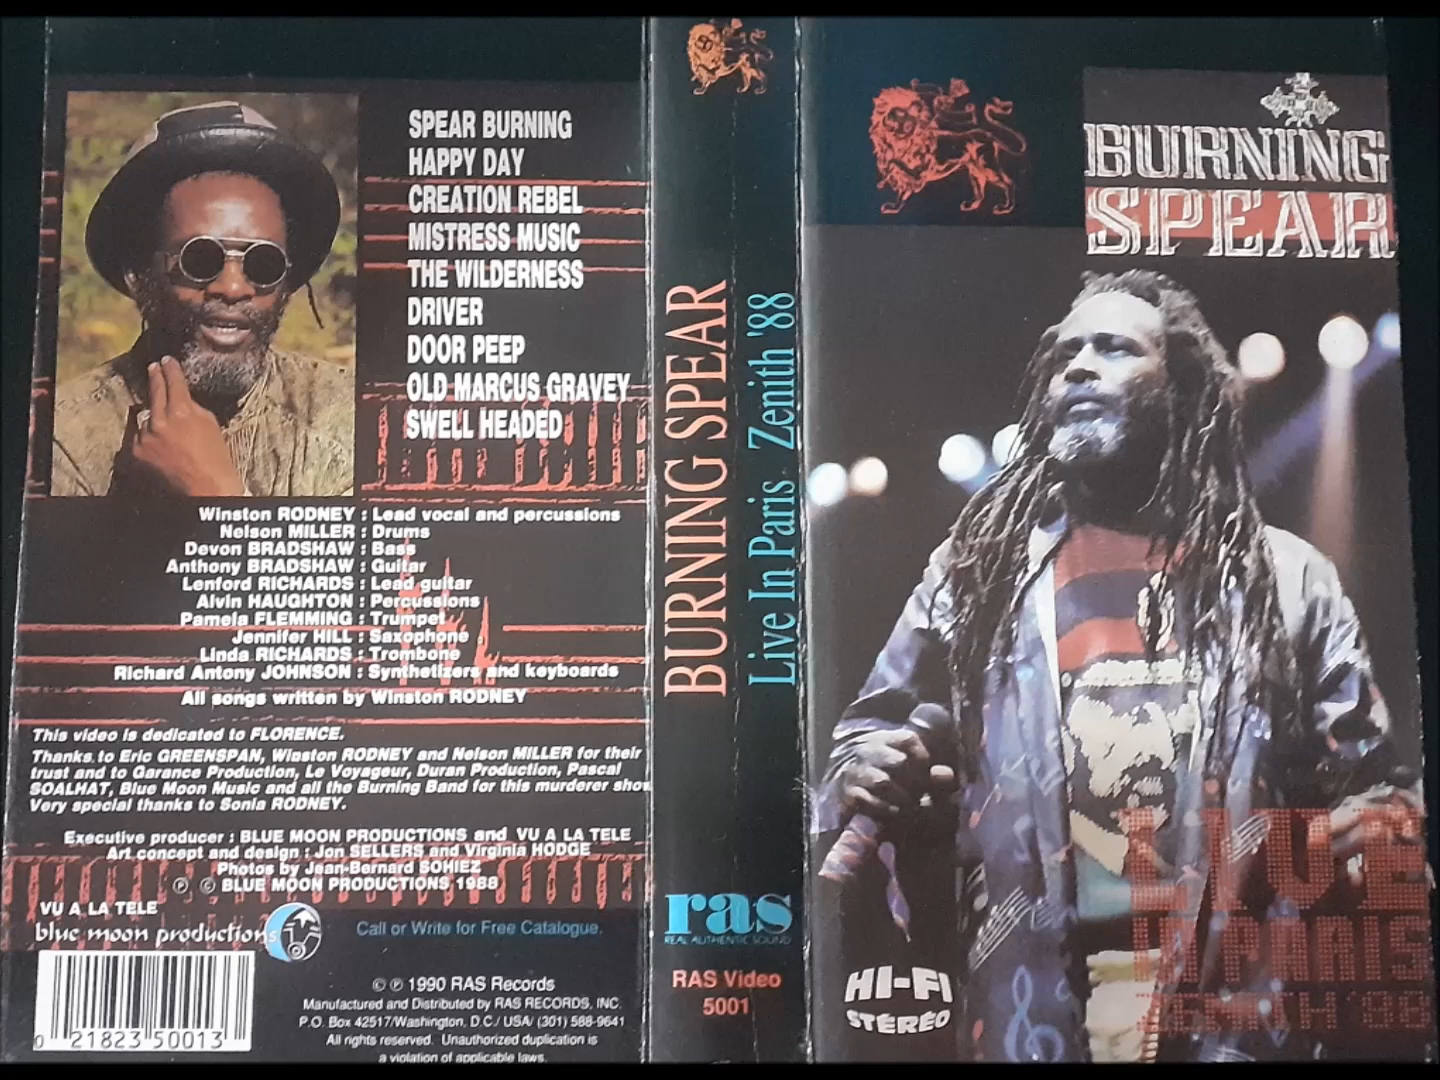 SPEAR BURNING
HAPPY DAY
CREATION REBEL
MISTRESS MUSIC
THE WILDERNESS
DRIVER
DOOR PEEP
OLD MARCUS GRAVEY
SWELL HEADED
Winston RODNEY : Lead vocal and percussions
Nelson MILLER : Drums
Devon BRADSHAW : Bass
Anthony BRADSHAW : Guitar
Lenford RICHARDS : Lead guitar
Alvin HAUGHTON : Percussions
Pamela FLEMMING : Trumpet
Jennifer HILL : Saxophone
Linda RICHARDS : Trombone
Richard Antony JOHNSON : Synthetizers and keyboards
All songs written by Winston RODNEY
This video is dedicated to FLORENCE.
Thanks to Eric GREENSPAN, Winston RODNEY and Nelson MILLER for their
trust and to Garance Production, Le Voyageur, Duran Production, Pascal
SOALHAT, Blue Moon Music and all the Burning Band for this murderer show
Very special thanks to Sonia RODNEY.
Executive producer : BLUE MOON PRODUCTIONS and VU A LA TELE
Art concept and design : Jon SELLERS and Virginia HODGE
Photos by Jean-Bernard SOHIEZ
℗ © BLUE MOON PRODUCTIONS 1988
VU A LA TELE
blue moon productions
Call or Write for Free Catalogue.
© ℗ 1990 RAS Records
Manufactured and Distributed by RAS RECORDS, INC.
P.O. Box 42517/Washington, D.C./ USA/ (301) 588-9641
All rights reserved. Unauthorized duplication is
a violation of applicable laws.
0 21823 50013
BURNING SPEAR
Live In Paris Zenith '88
ras
REAL AUTHENTIC SOUND
RAS Video
5001
BURNING
SPEAR
LIVE
IN PARIS
ZENITH '88
HI-FI
STÉRÉO